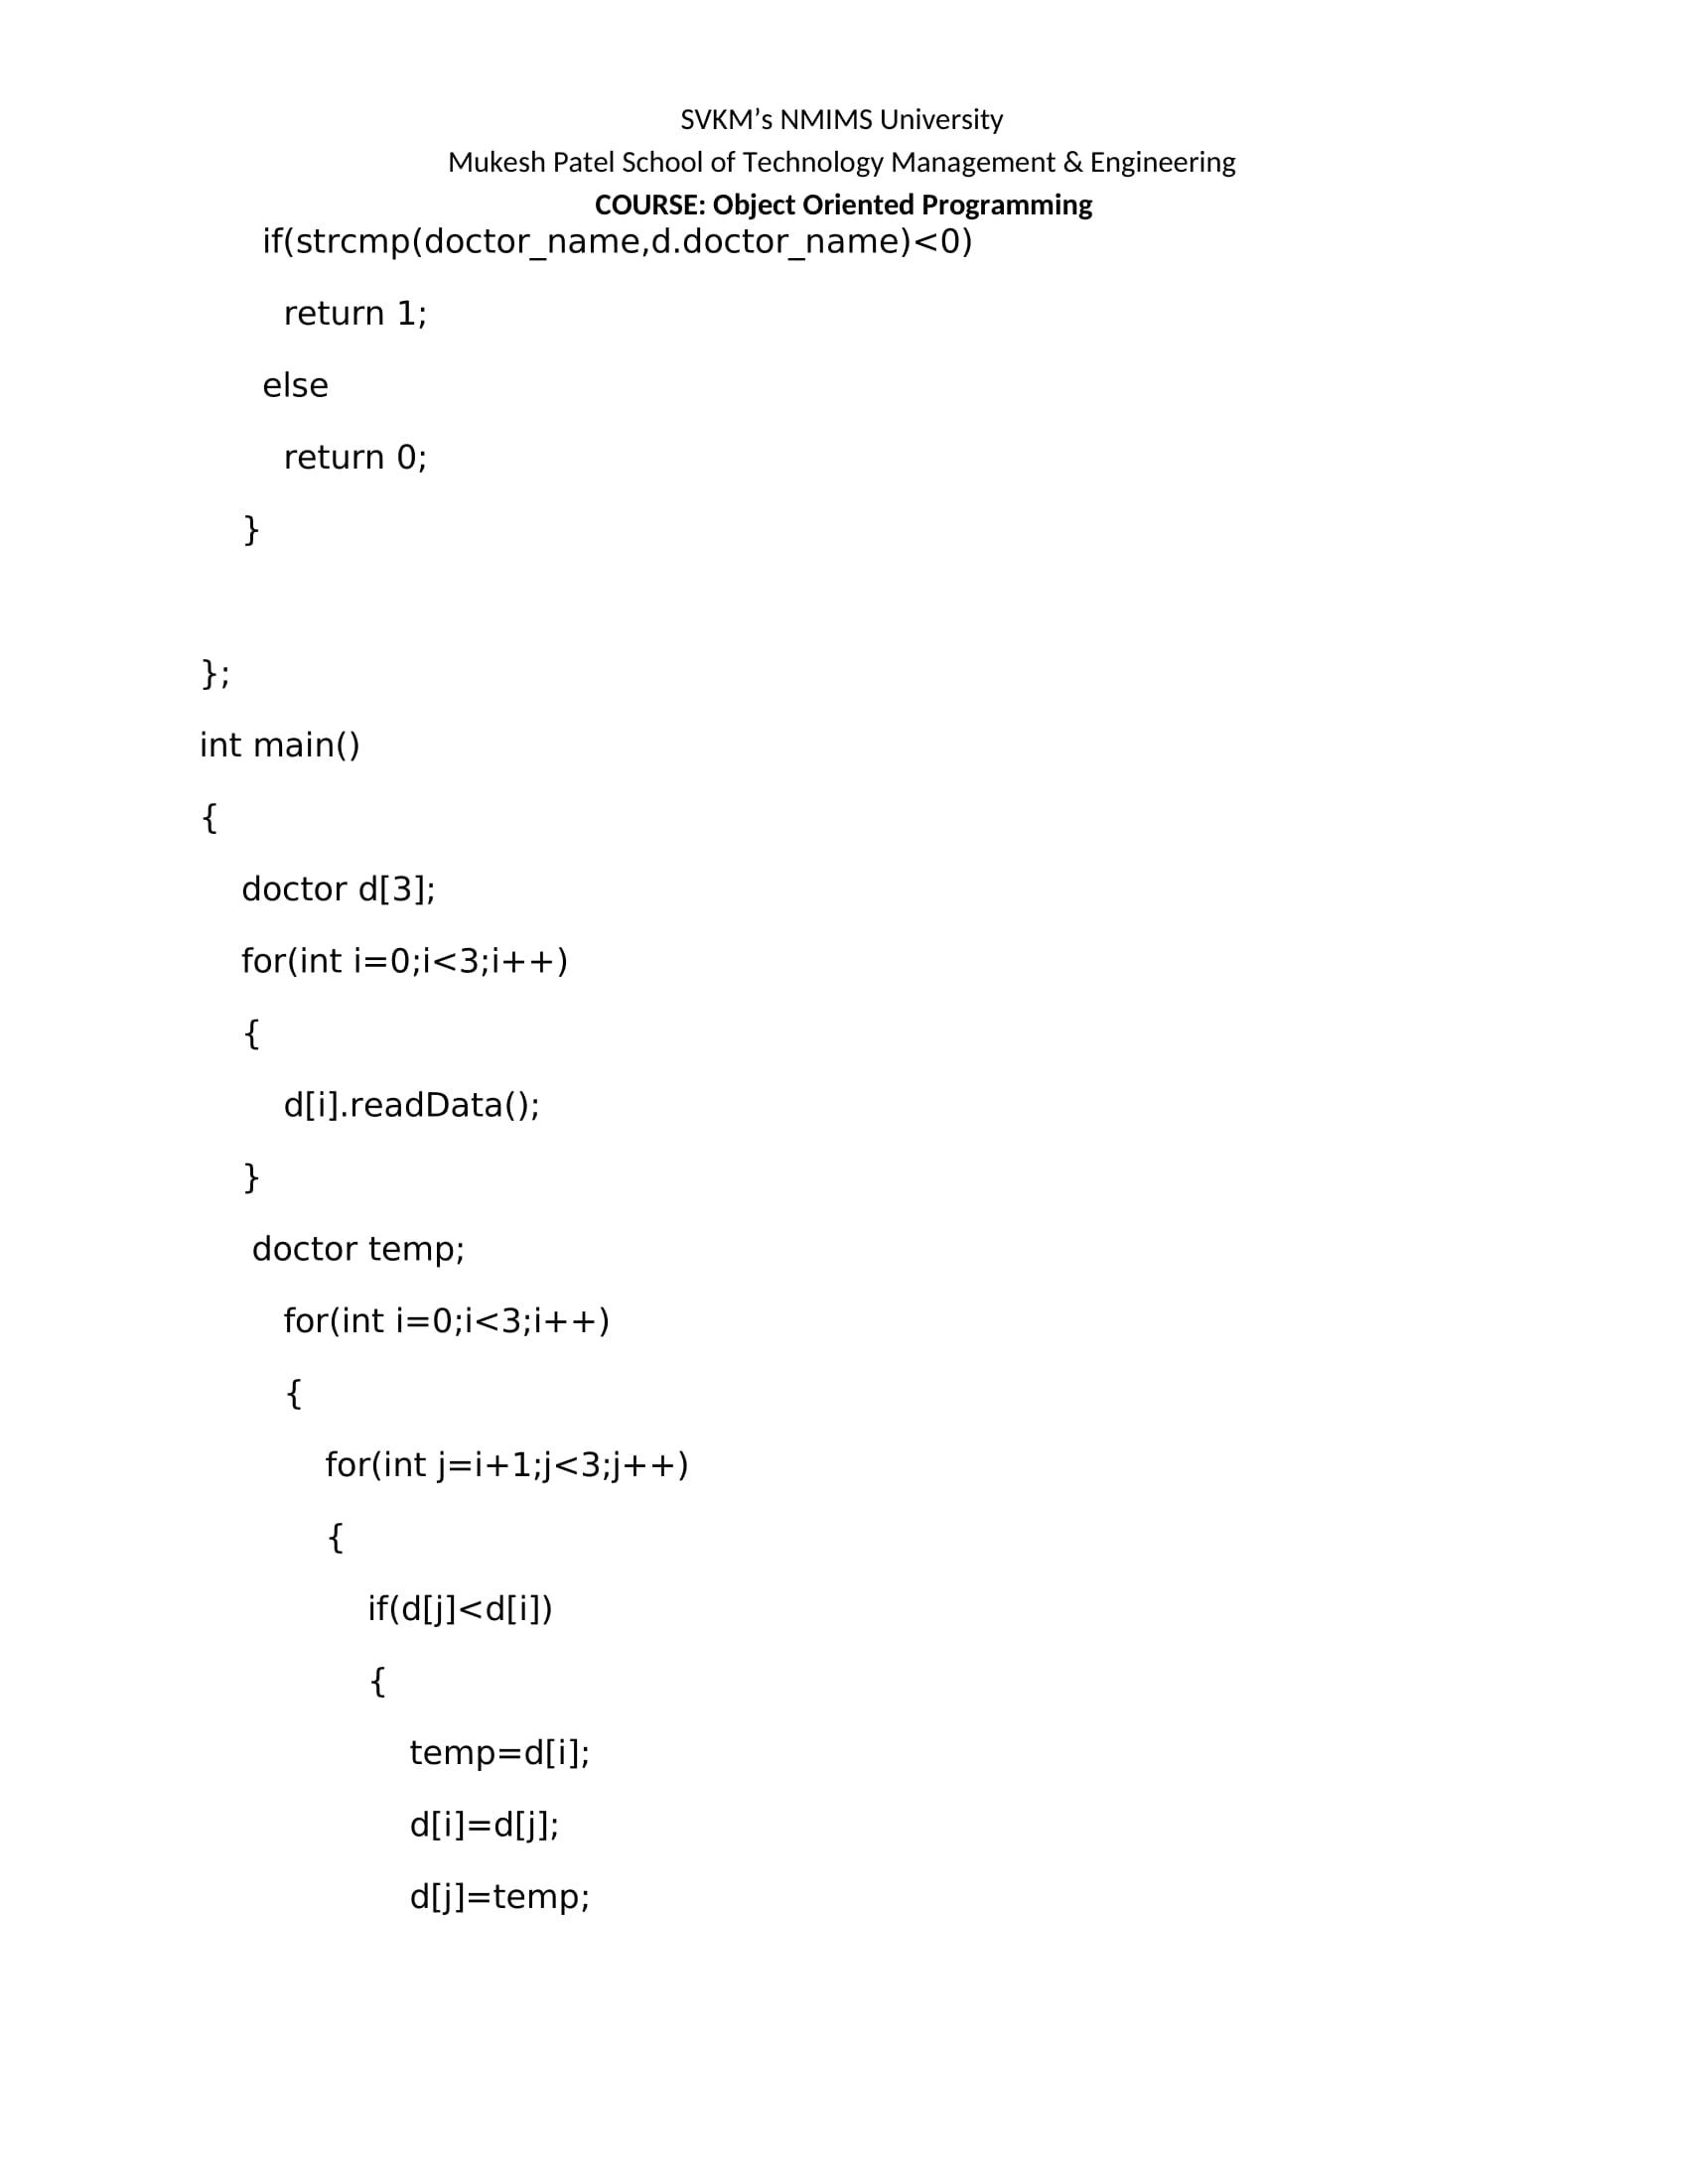 SVKM’s NMIMS University
Mukesh Patel School of Technology Management & Engineering
COURSE: Object Oriented Programming
if(strcmp(doctor_name,d.doctor_name)<0)
return 1;
else
return 0;
}
};
int main()
{
doctor d[3];
for(int i=0;i<3;i++)
{
d[i].readData();
}
doctor temp;
for(int i=0;i<3;i++)
{
for(int j=i+1;j<3;j++)
{
if(d[j]<d[i])
{
temp=d[i];
d[i]=d[j];
d[j]=temp;